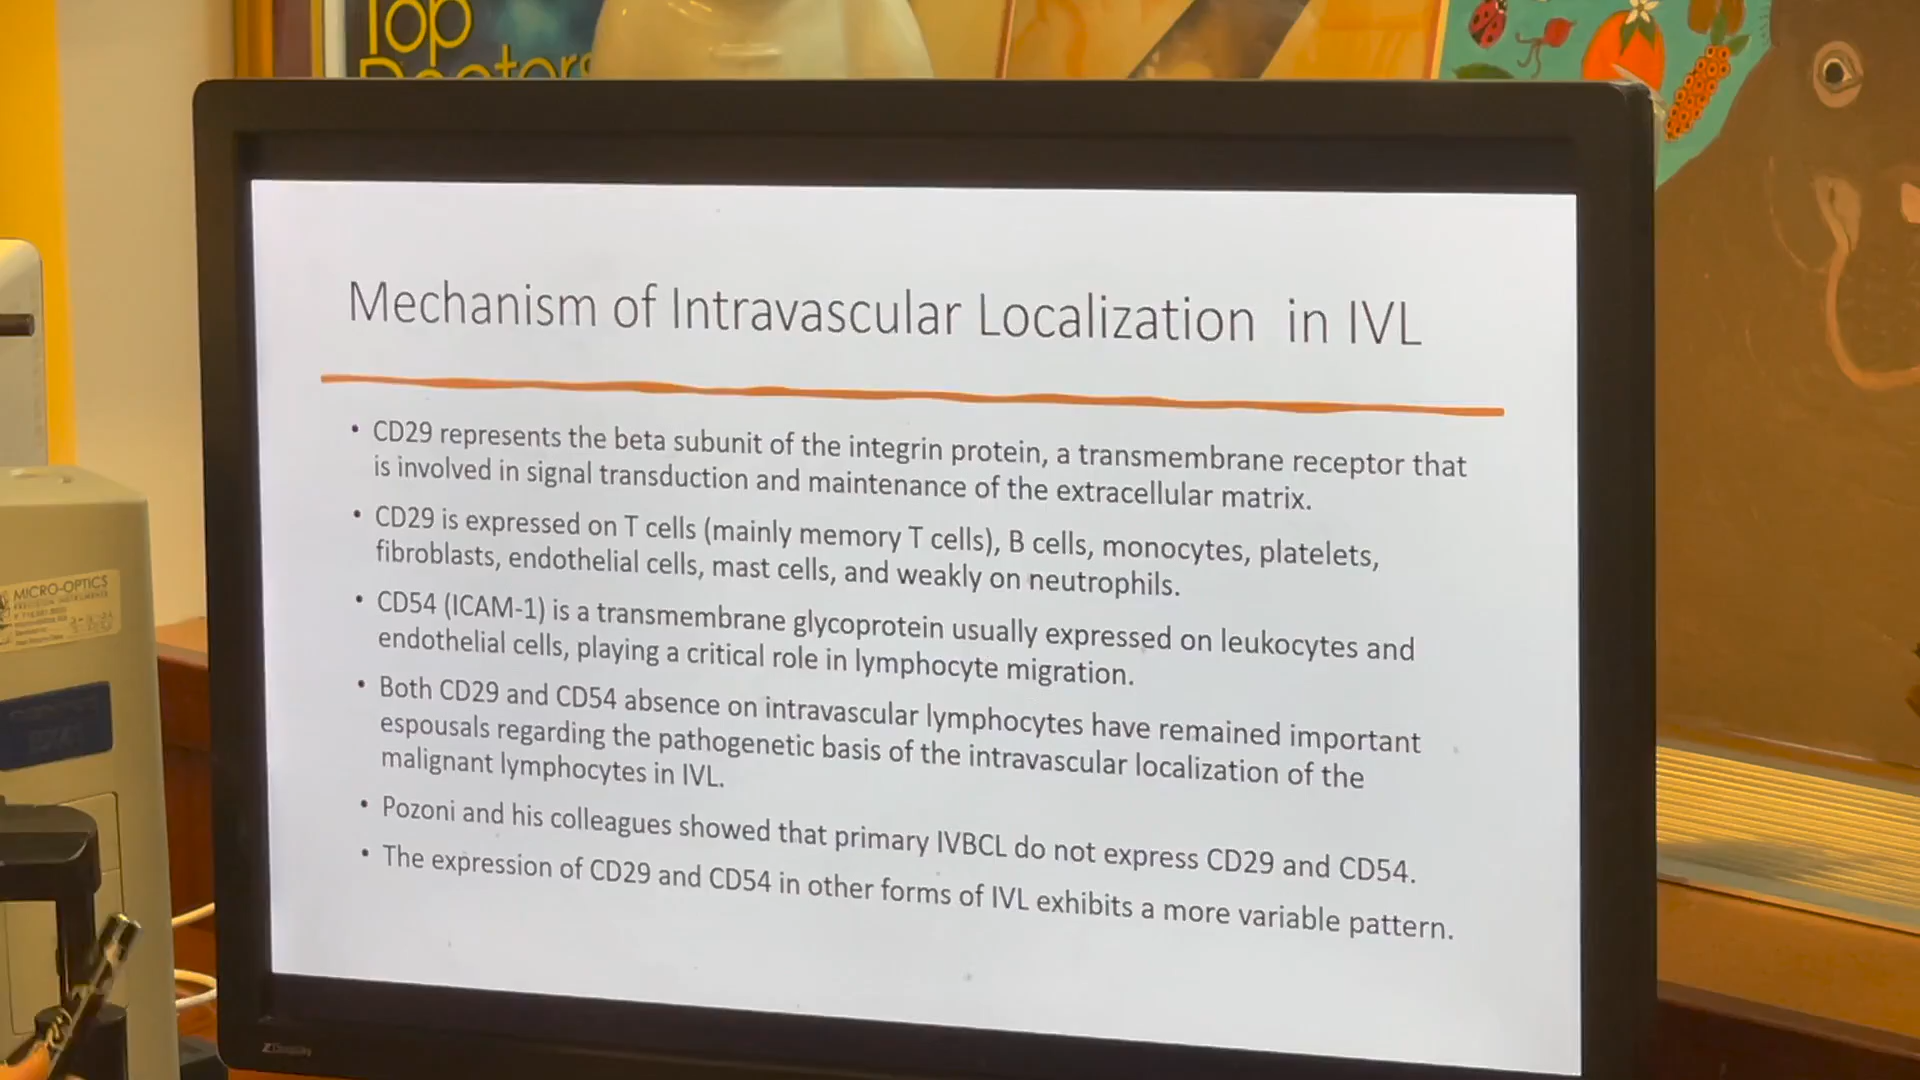 Top
Doctors
Mechanism of Intravascular Localization in IVL
• CD29 represents the beta subunit of the integrin protein, a transmembrane receptor that
is involved in signal transduction and maintenance of the extracellular matrix.
• CD29 is expressed on T cells (mainly memory T cells), B cells, monocytes, platelets,
fibroblasts, endothelial cells, mast cells, and weakly on neutrophils.
• CD54 (ICAM-1) is a transmembrane glycoprotein usually expressed on leukocytes and
endothelial cells, playing a critical role in lymphocyte migration.
• Both CD29 and CD54 absence on intravascular lymphocytes have remained important
espousals regarding the pathogenetic basis of the intravascular localization of the
malignant lymphocytes in IVL.
• Pozoni and his colleagues showed that primary IVBCL do not express CD29 and CD54.
• The expression of CD29 and CD54 in other forms of IVL exhibits a more variable pattern.
MICRO-OPTICS